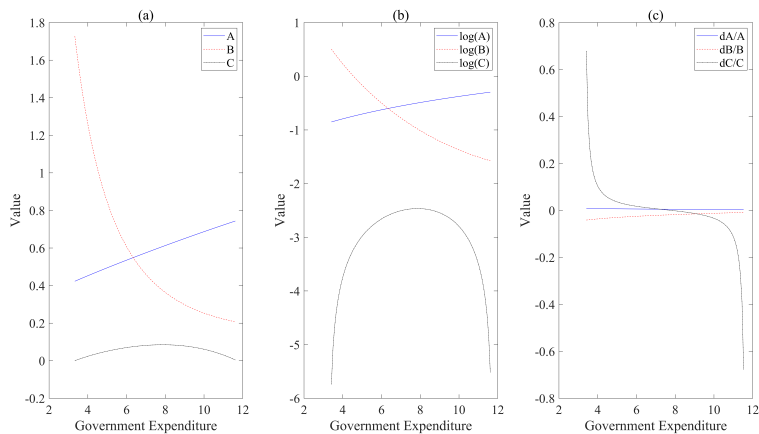 (a)
1.8
1.6
1.4
1.2
1
0.8
0.6
0.4
0.2
0
-0.2
Value
2 4 6 8 10 12
Government Expenditure
A
B
C
(b)
1
0
-1
-2
-3
-4
-5
-6
Value
2 4 6 8 10 12
Government Expenditure
log(A)
log(B)
log(C)
(c)
0.8
0.6
0.4
0.2
0
-0.2
-0.4
-0.6
-0.8
Value
2 4 6 8 10 12
Government Expenditure
dA/A
dB/B
dC/C